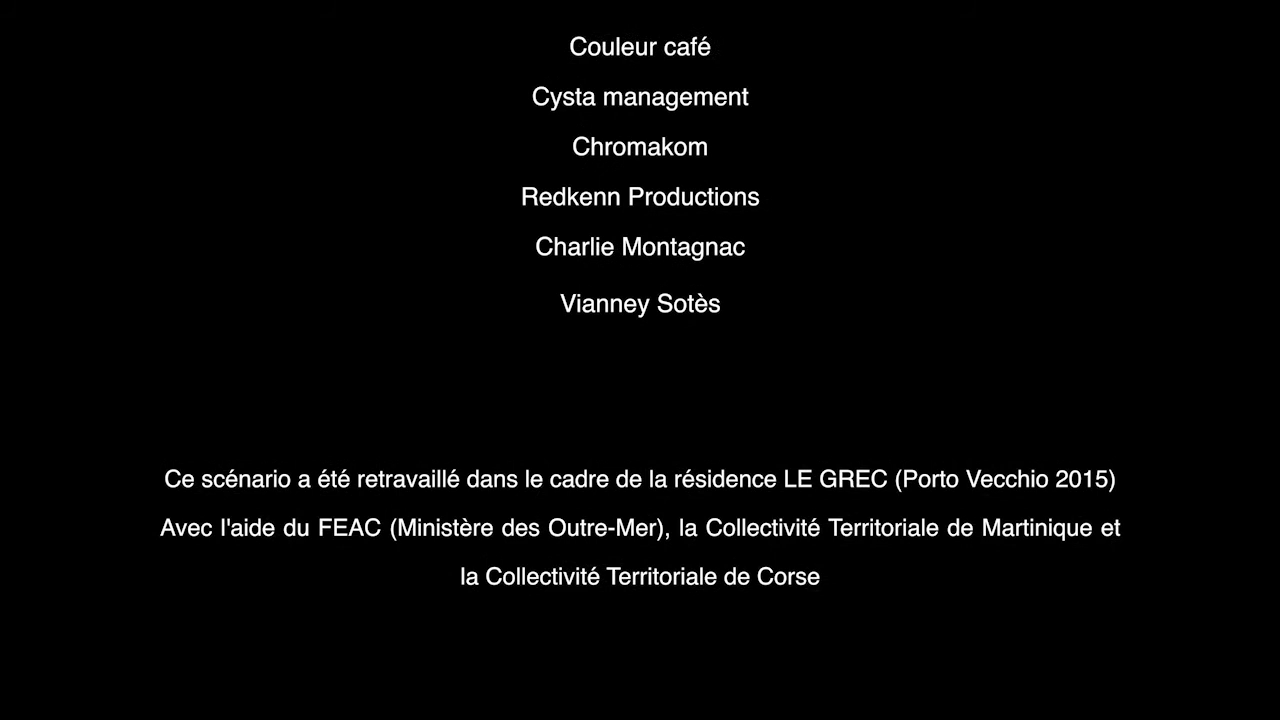 Couleur café
Cysta management
Chromakom
Redkenn Productions
Charlie Montagnac
Vianney Sotès
Ce scénario a été retravaillé dans le cadre de la résidence LE GREC (Porto Vecchio 2015)
Avec l'aide du FEAC (Ministère des Outre-Mer), la Collectivité Territoriale de Martinique et
la Collectivité Territoriale de Corse